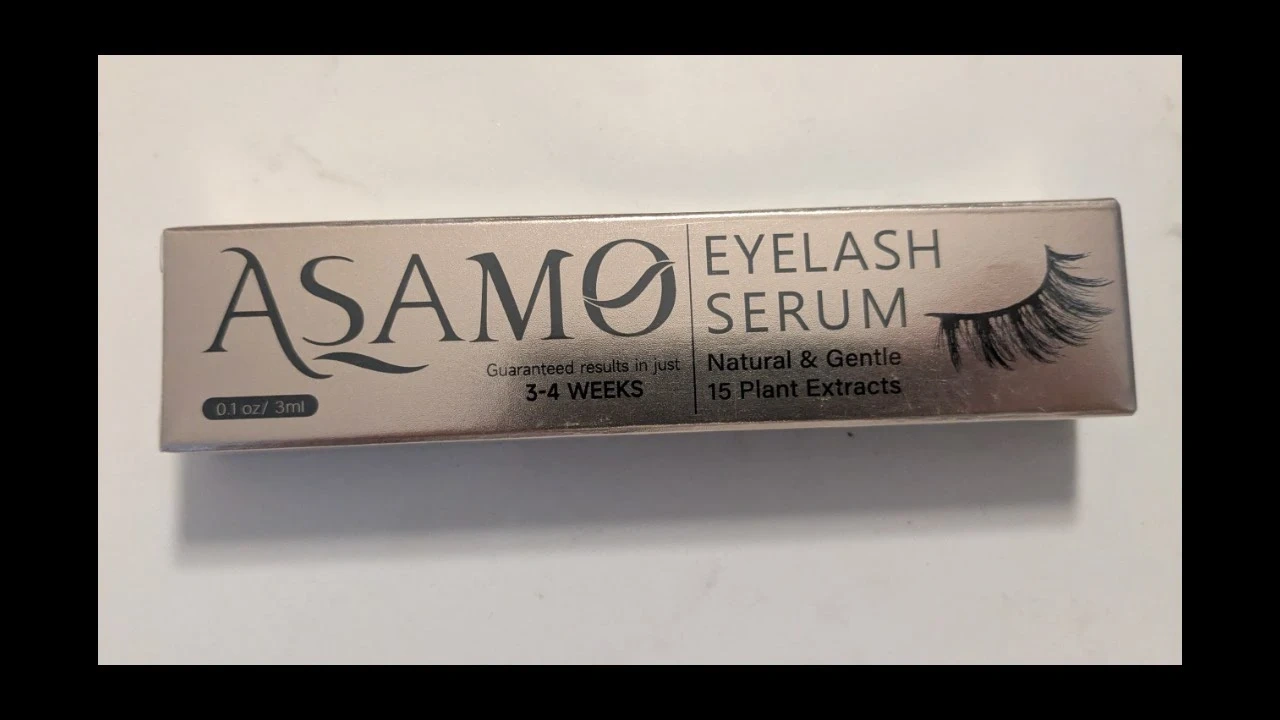 ASAMO
Guaranteed results in just
3-4 WEEKS
0.1 oz/ 3ml
EYELASH
SERUM
Natural & Gentle
15 Plant Extracts